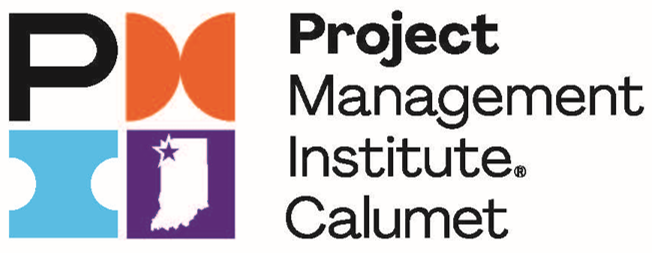 P
Project
Management
Institute®
Calumet